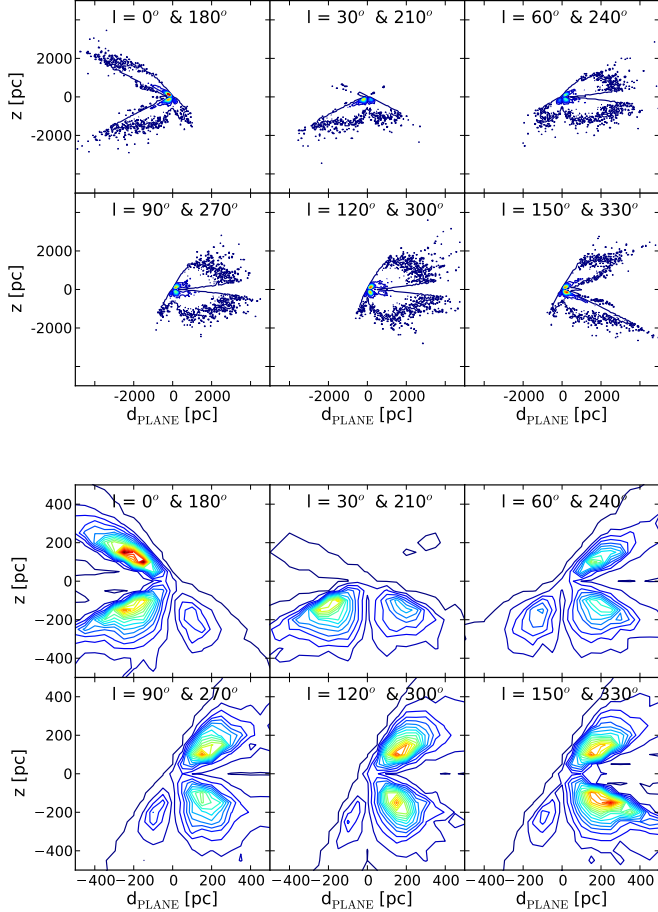 l = 0° & 180°
l = 30° & 210°
l = 60° & 240°
z [pc]
2000
0
-2000
l = 90° & 270°
l = 120° & 300°
l = 150° & 330°
z [pc]
2000
0
-2000
-2000 0 2000
-2000 0 2000
-2000 0 2000
d_PLANE [pc]
d_PLANE [pc]
d_PLANE [pc]
l = 0° & 180°
l = 30° & 210°
l = 60° & 240°
z [pc]
400
200
0
−200
−400
l = 90° & 270°
l = 120° & 300°
l = 150° & 330°
z [pc]
400
200
0
−200
−400
−400 −200 0 200 400
−400 −200 0 200 400
−400 −200 0 200 400
d_PLANE [pc]
d_PLANE [pc]
d_PLANE [pc]